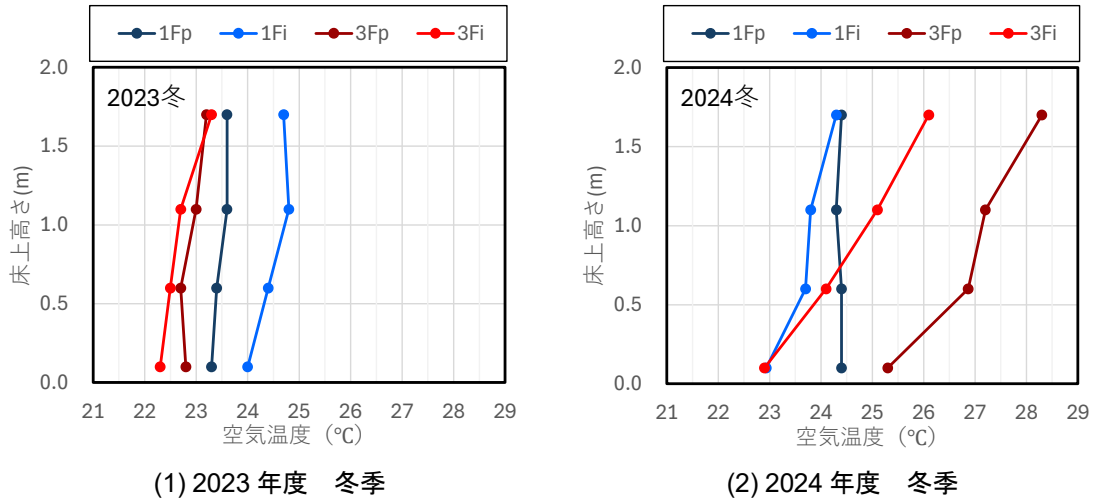 1Fp 1Fi 3Fp 3Fi
2023冬
床上高さ(m)
2.0
1.5
1.0
0.5
0.0
21 22 23 24 25 26 27 28 29
空気温度（℃）
(1) 2023 年度　冬季
1Fp 1Fi 3Fp 3Fi
2024冬
床上高さ(m)
2.0
1.5
1.0
0.5
0.0
21 22 23 24 25 26 27 28 29
空気温度（℃）
(2) 2024 年度　冬季